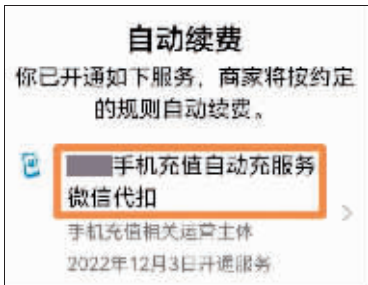 自动续费
你已开通如下服务，商家将按约定
的规则自动续费。
手机充值自动充服务
微信代扣
手机充值相关运营主体
2022年12月3日开通服务